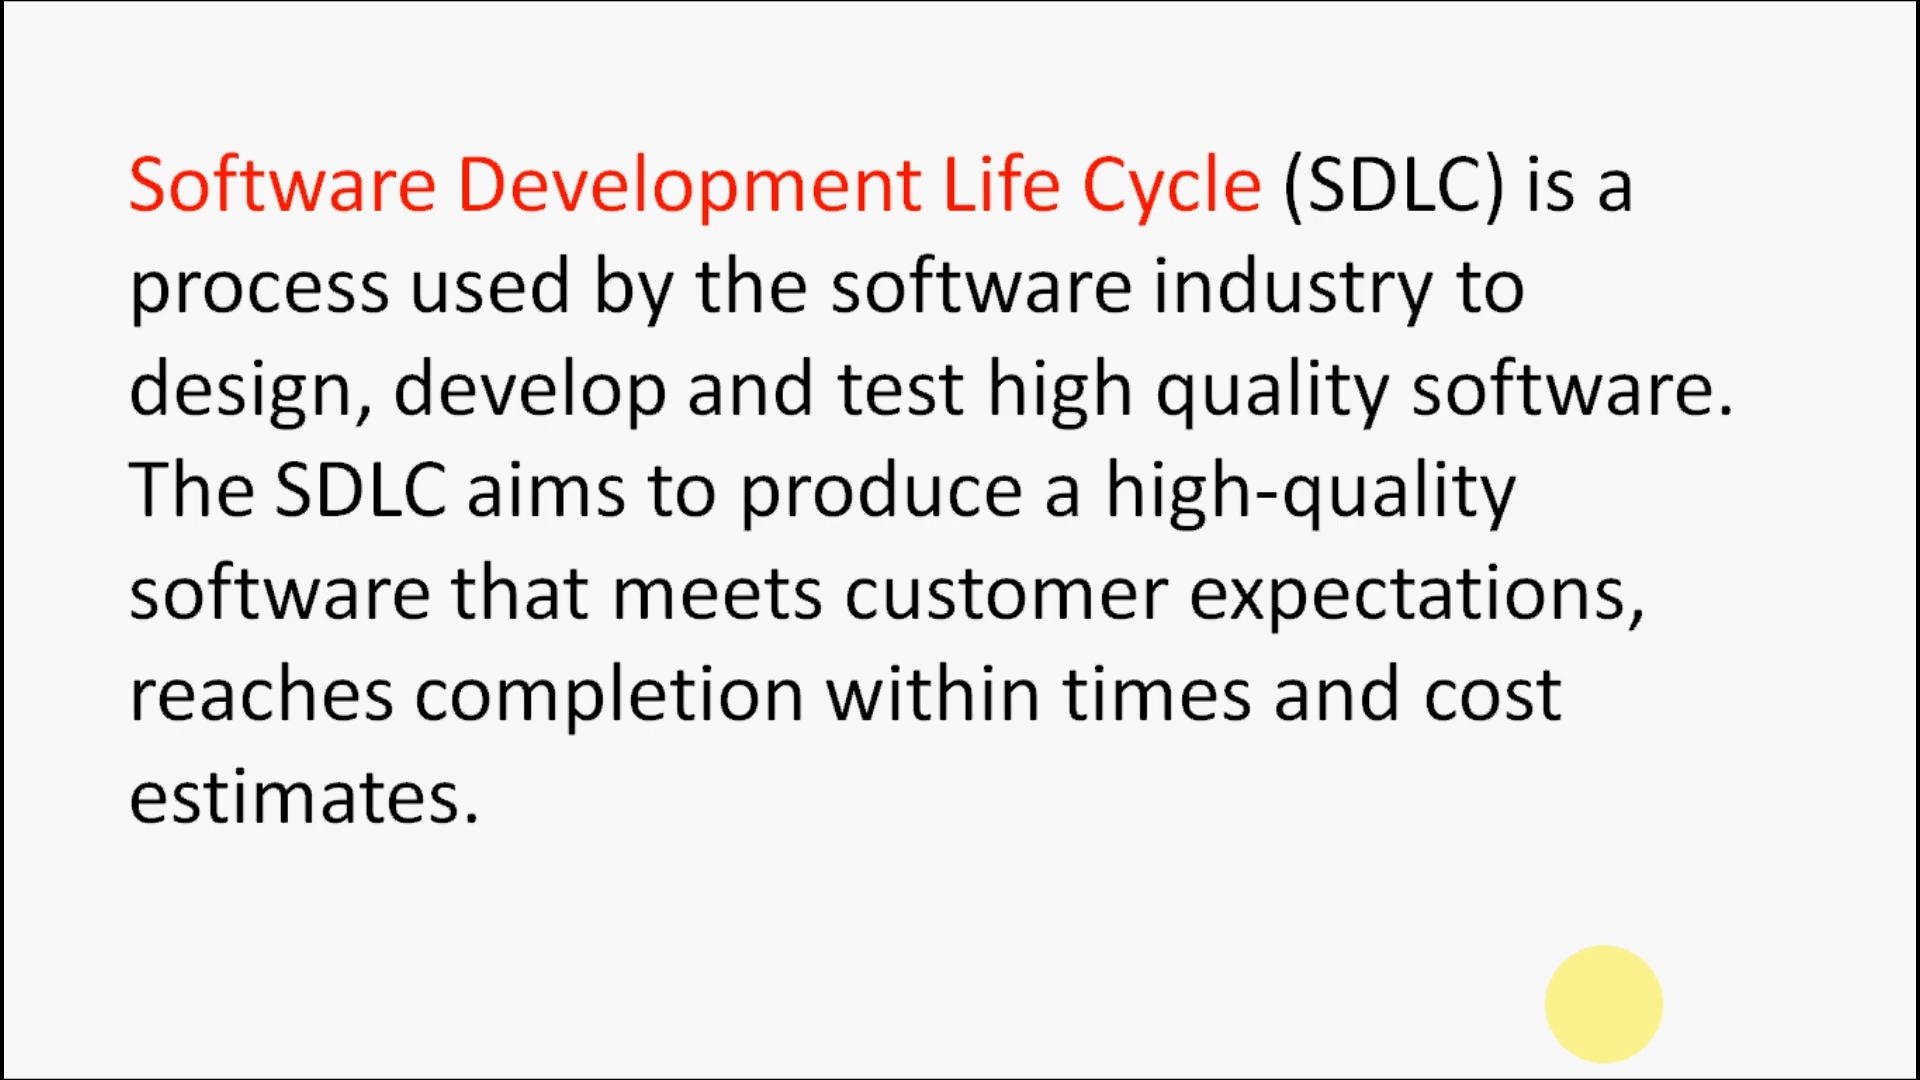 Software Development Life Cycle (SDLC) is a
process used by the software industry to
design, develop and test high quality software.
The SDLC aims to produce a high-quality
software that meets customer expectations,
reaches completion within times and cost
estimates.